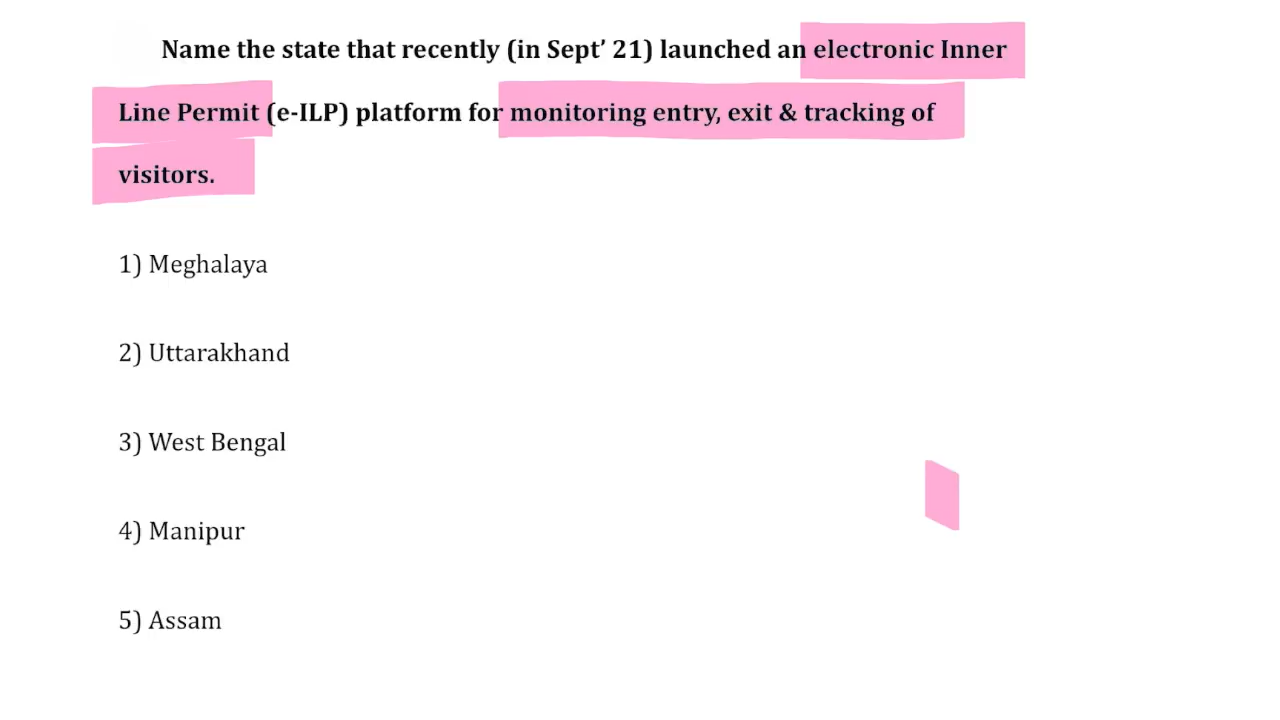 Name the state that recently (in Sept’ 21) launched an electronic Inner
Line Permit (e-ILP) platform for monitoring entry, exit & tracking of
visitors.
1) Meghalaya
2) Uttarakhand
3) West Bengal
4) Manipur
5) Assam